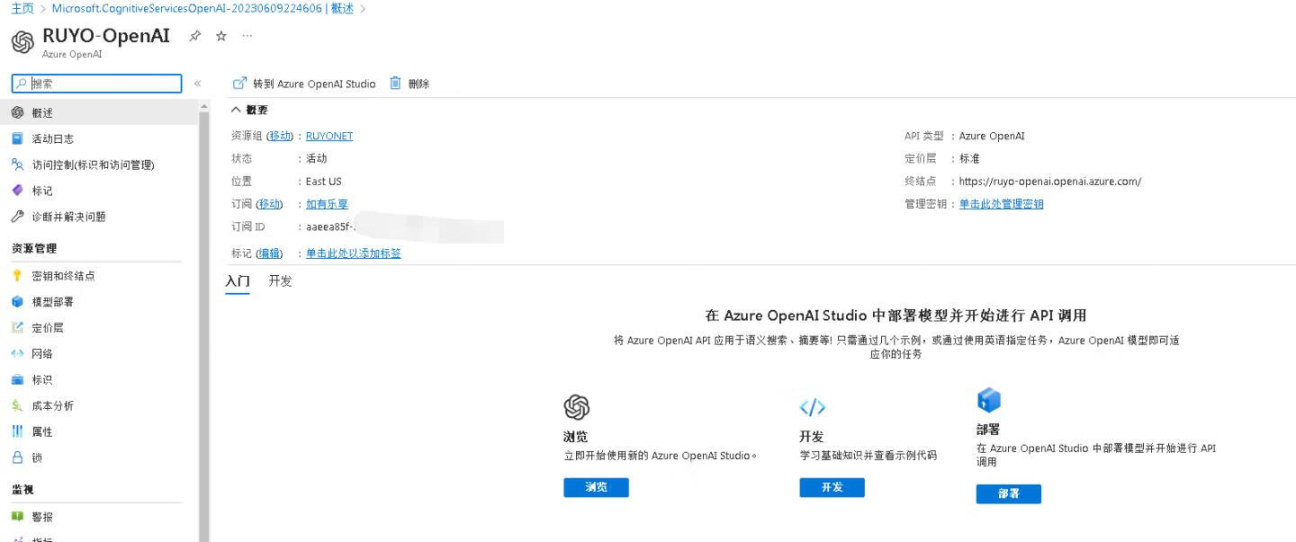 主页 > Microsoft.CognitiveServicesOpenAI-20230609224606 | 概述 >
RUYO-OpenAI
Azure OpenAI
搜索
概述
活动日志
访问控制(标识和访问管理)
标记
诊断并解决问题
资源管理
密钥和终结点
模型部署
定价层
网络
标识
成本分析
属性
锁
监视
警报
指标
转到 Azure OpenAI Studio 删除
概要
资源组 (移动) : RUYONET
状态 : 活动
位置 : East US
订阅 (移动) : 如有乐享
订阅 ID : aaeea85f-
标记 (编辑) : 单击此处以添加标签
API 类型 : Azure OpenAI
定价层 : 标准
终结点 : https://ruyo-openai.openai.azure.com/
管理密钥 : 单击此处管理密钥
入门 开发
在 Azure OpenAI Studio 中部署模型并开始进行 API 调用
将 Azure OpenAI API 应用于语义搜索、摘要等! 只需通过几个示例，或通过使用英语指定任务，Azure OpenAI 模型即可适
应你的任务
浏览
立即开始使用新的 Azure OpenAI Studio。
浏览
开发
学习基础知识并查看示例代码
开发
部署
在 Azure OpenAI Studio 中部署模型并开始进行 API
调用
部署